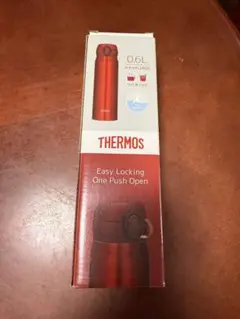 0.6L
THERMOS
Easy Locking
One Push Open